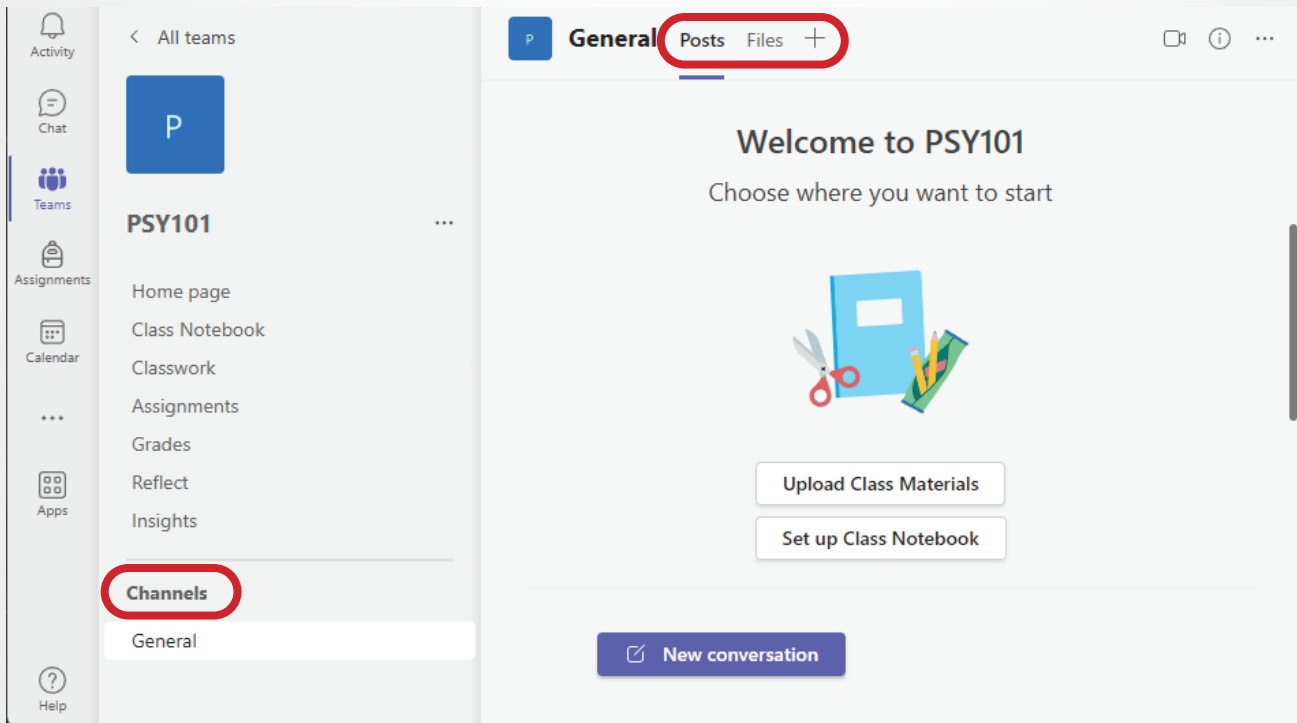 Activity
Chat
Teams
Assignments
Calendar
Apps
Help
All teams
P
PSY101
Home page
Class Notebook
Classwork
Assignments
Grades
Reflect
Insights
Channels
General
P General Posts Files
Welcome to PSY101
Choose where you want to start
Upload Class Materials
Set up Class Notebook
New conversation